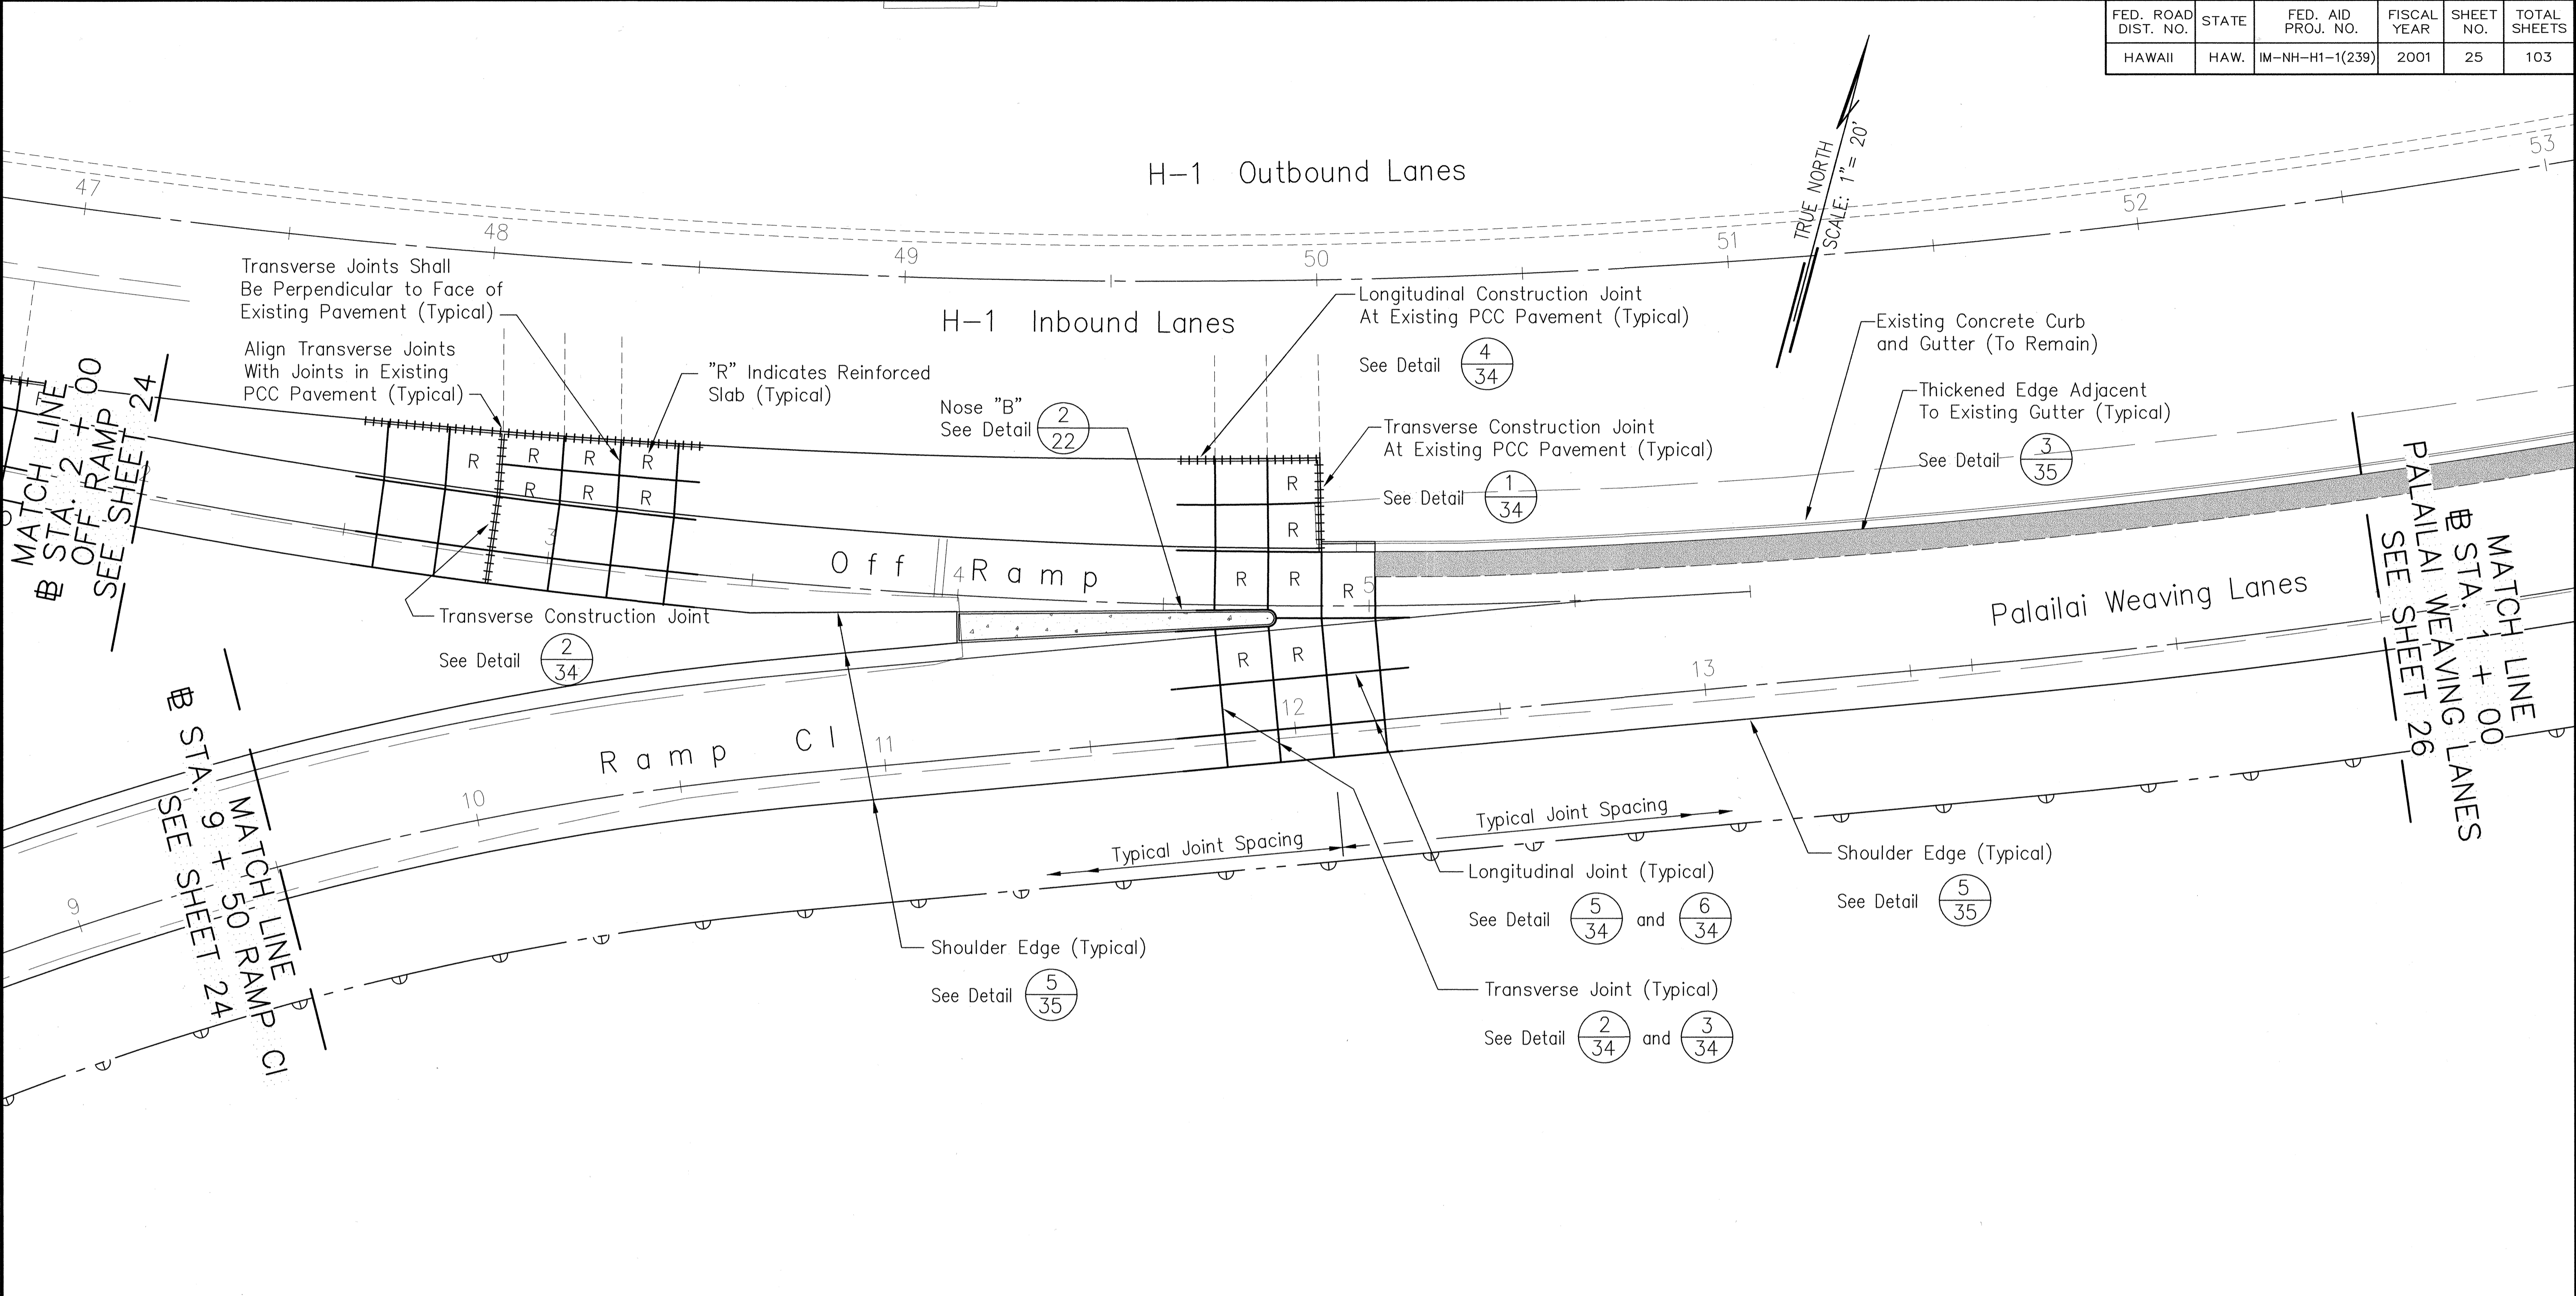 FED. ROAD DIST. NO. STATE FED. AID PROJ. NO. FISCAL YEAR SHEET NO. TOTAL SHEETS
HAWAII HAW. IM-NH-H1-1(239) 2001 25 103
H-1 Outbound Lanes
TRUE NORTH
SCALE: 1" = 20'
47
48
49
50
51
52
53
H-1 Inbound Lanes
Transverse Joints Shall
Be Perpendicular to Face of
Existing Pavement (Typical)
Align Transverse Joints
With Joints in Existing
PCC Pavement (Typical)
"R" Indicates Reinforced
Slab (Typical)
Nose "B"
See Detail 2
22
Longitudinal Construction Joint
At Existing PCC Pavement (Typical)
See Detail 4
34
Transverse Construction Joint
At Existing PCC Pavement (Typical)
See Detail 1
34
Existing Concrete Curb
and Gutter (To Remain)
Thickened Edge Adjacent
To Existing Gutter (Typical)
See Detail 3
35
MATCH LINE
B STA. 2 + 00
OFF RAMP
SEE SHEET 24
R R R R
R R R
R
R
R R R
R R
2
3
4
5
Off Ramp
Transverse Construction Joint
See Detail 2
34
Palailai Weaving Lanes
MATCH LINE
B STA. 1 + 00
PALAILAI WEAVING LANES
SEE SHEET 26
Ramp C1
9
10
11
12
13
MATCH LINE
B STA. 9 + 50 RAMP C1
SEE SHEET 24
Typical Joint Spacing
Typical Joint Spacing
Longitudinal Joint (Typical)
See Detail 5
34 and 6
34
Shoulder Edge (Typical)
See Detail 5
35
Shoulder Edge (Typical)
See Detail 5
35
Transverse Joint (Typical)
See Detail 2
34 and 3
34